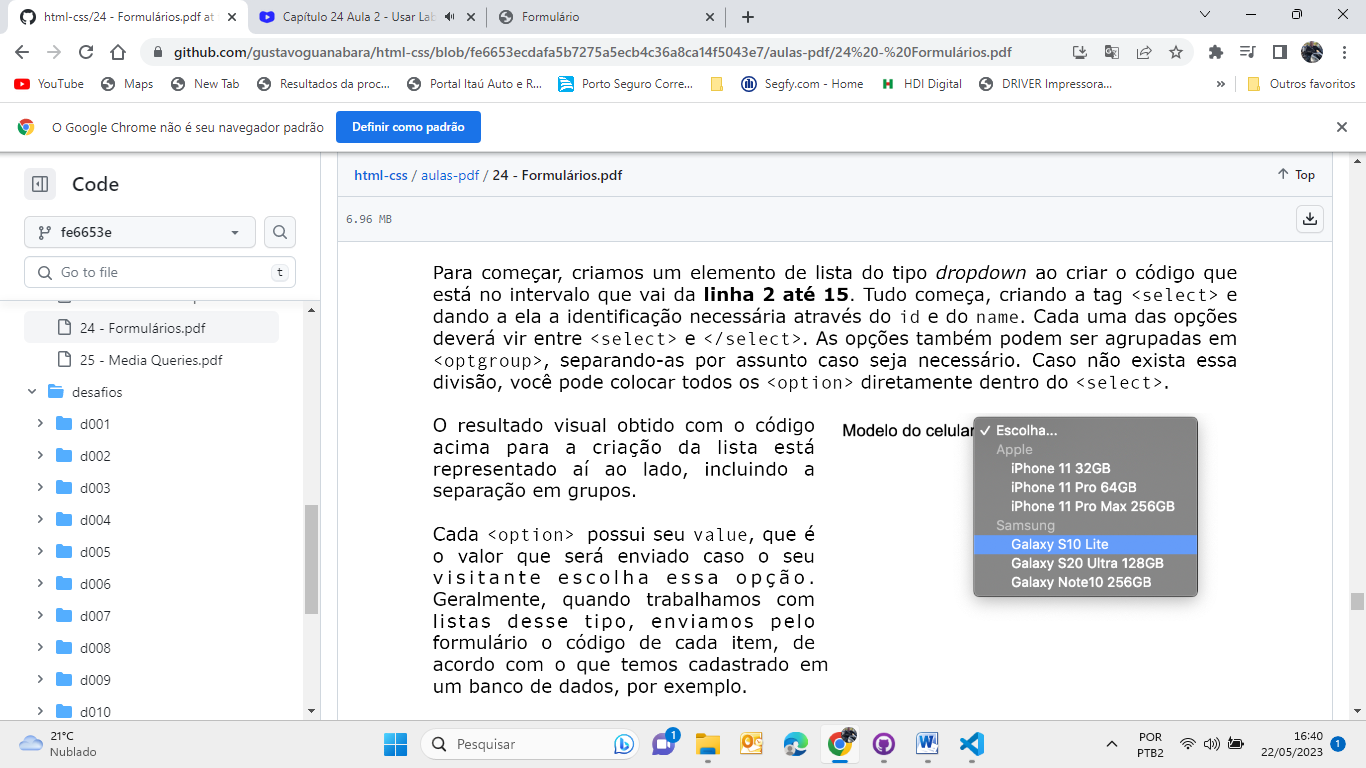 html-css/24 - Formulários.pdf at
Capítulo 24 Aula 2 - Usar Lab
Formulário
github.com/gustavoguanabara/html-css/blob/fe6653ecdafa5b7275a5ecb4c36a8ca14f5043e7/aulas-pdf/24%20-%20Formulários.pdf
YouTube
Maps
New Tab
Resultados da proc...
Portal Itaú Auto e R...
Porto Seguro Corre...
Segfy.com - Home
HDI Digital
DRIVER Impressora...
»
Outros favoritos
O Google Chrome não é seu navegador padrão
Definir como padrão
Code
html-css / aulas-pdf / 24 - Formulários.pdf
Top
fe6653e
6.96 MB
Go to file
t
24 - Formulários.pdf
25 - Media Queries.pdf
desafios
d001
d002
d003
d004
d005
d006
d007
d008
d009
d010
Para começar, criamos um elemento de lista do tipo dropdown ao criar o código que
está no intervalo que vai da linha 2 até 15. Tudo começa, criando a tag <select> e
dando a ela a identificação necessária através do id e do name. Cada uma das opções
deverá vir entre <select> e </select>. As opções também podem ser agrupadas em
<optgroup>, separando-as por assunto caso seja necessário. Caso não exista essa
divisão, você pode colocar todos os <option> diretamente dentro do <select>.
O resultado visual obtido com o código
acima para a criação da lista está
representado aí ao lado, incluindo a
separação em grupos.
Cada <option> possui seu value, que é
o valor que será enviado caso o seu
visitante escolha essa opção.
Geralmente, quando trabalhamos com
listas desse tipo, enviamos pelo
formulário o código de cada item, de
acordo com o que temos cadastrado em
um banco de dados, por exemplo.
Modelo do celular
✓ Escolha...
Apple
iPhone 11 32GB
iPhone 11 Pro 64GB
iPhone 11 Pro Max 256GB
Samsung
Galaxy S10 Lite
Galaxy S20 Ultra 128GB
Galaxy Note10 256GB
21°C
Nublado
Pesquisar
1
POR
PTB2
16:40
22/05/2023
1